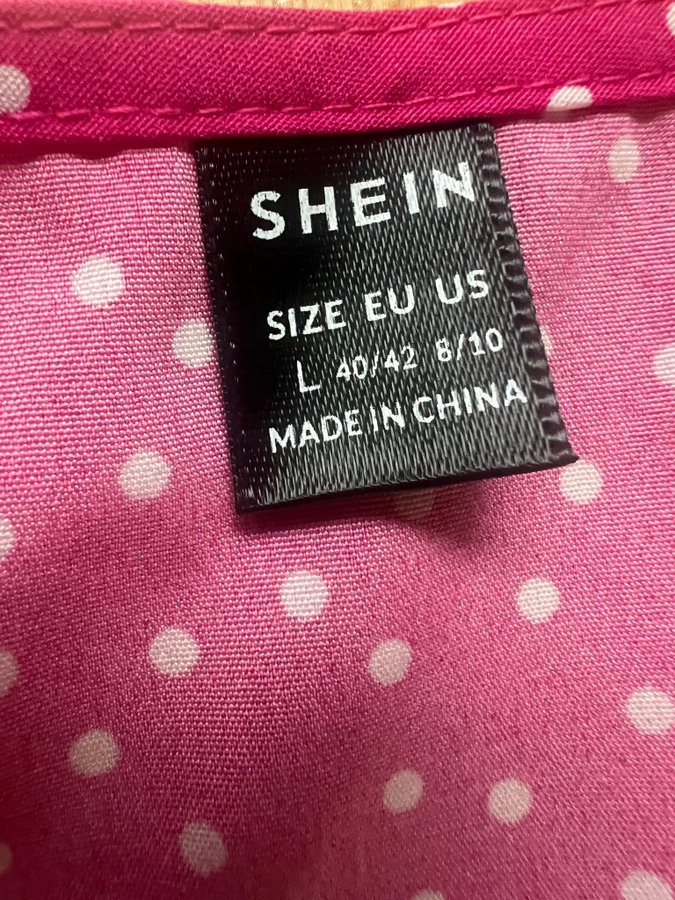 SHEIN
SIZE EU US
L 40/42 8/10
MADE IN CHINA